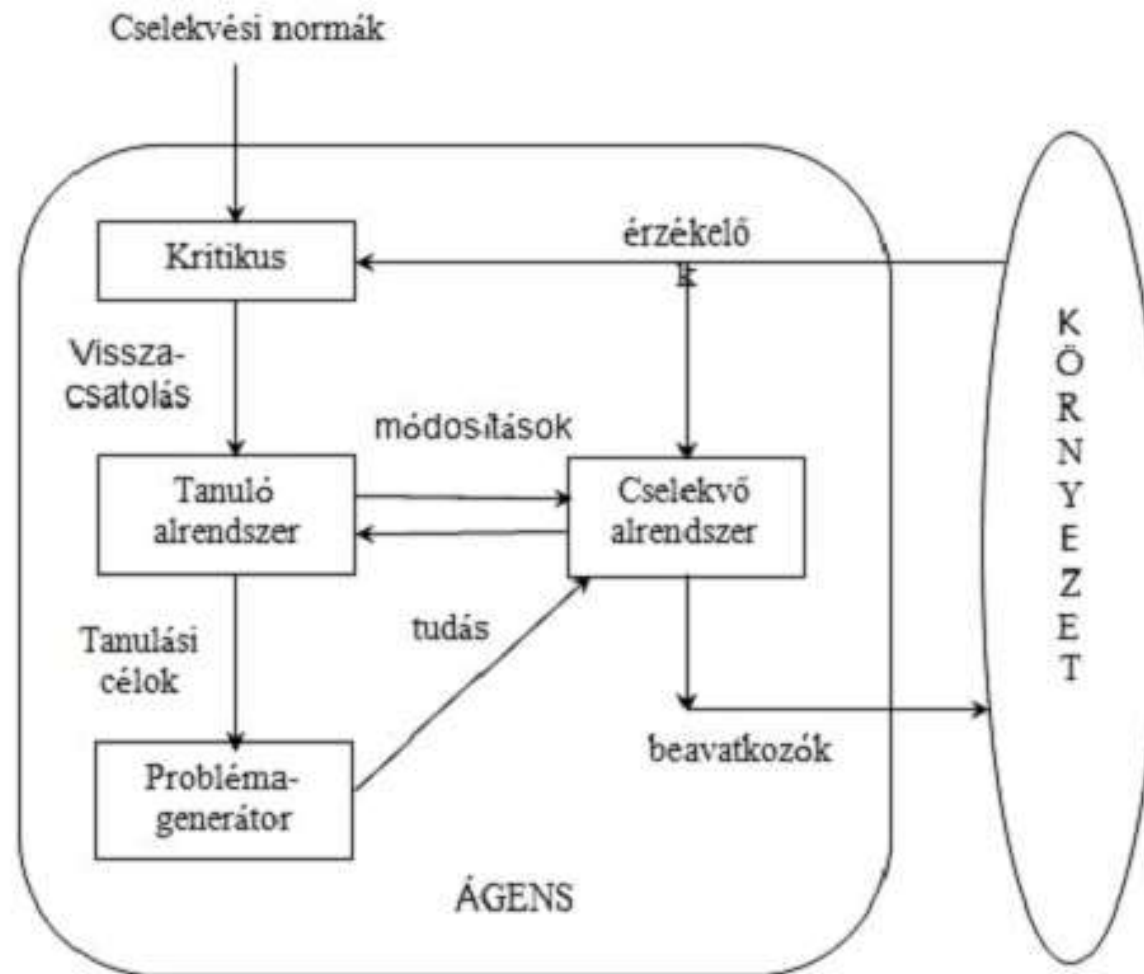 Cselekvési normák
Kritikus
érzékelő
k
Vissza-
csatolás
módosítások
Tanuló
alrendszer
Cselekvő
alrendszer
Tanulási
célok
tudás
Probléma-
generátor
beavatkozók
ÁGENS
K
Ö
R
N
Y
E
Z
E
T